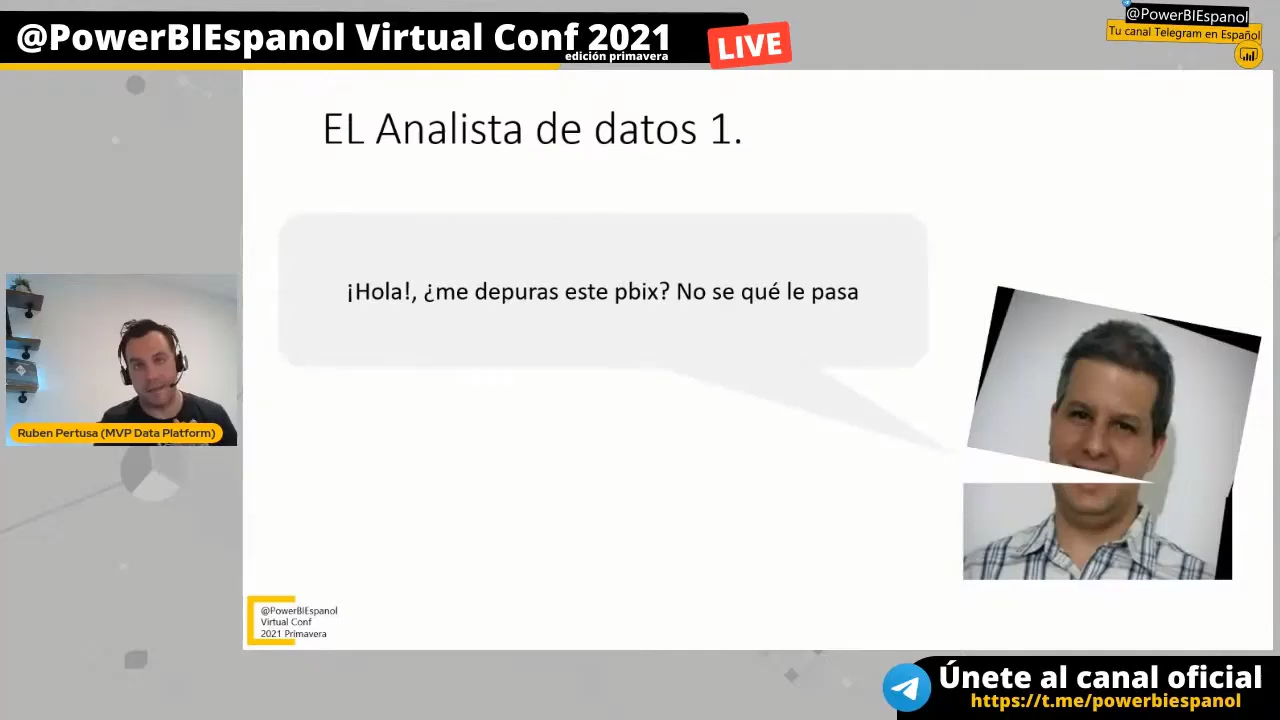 @PowerBIEspanol Virtual Conf 2021
edición primavera
LIVE
@PowerBIEspanol
Tu canal Telegram en Español
EL Analista de datos 1.
¡Hola!, ¿me depuras este pbix? No se qué le pasa
Ruben Pertusa (MVP Data Platform)
@PowerBIEspanol
Virtual Conf
2021 Primavera
Únete al canal oficial
https://t.me/powerbiespanol